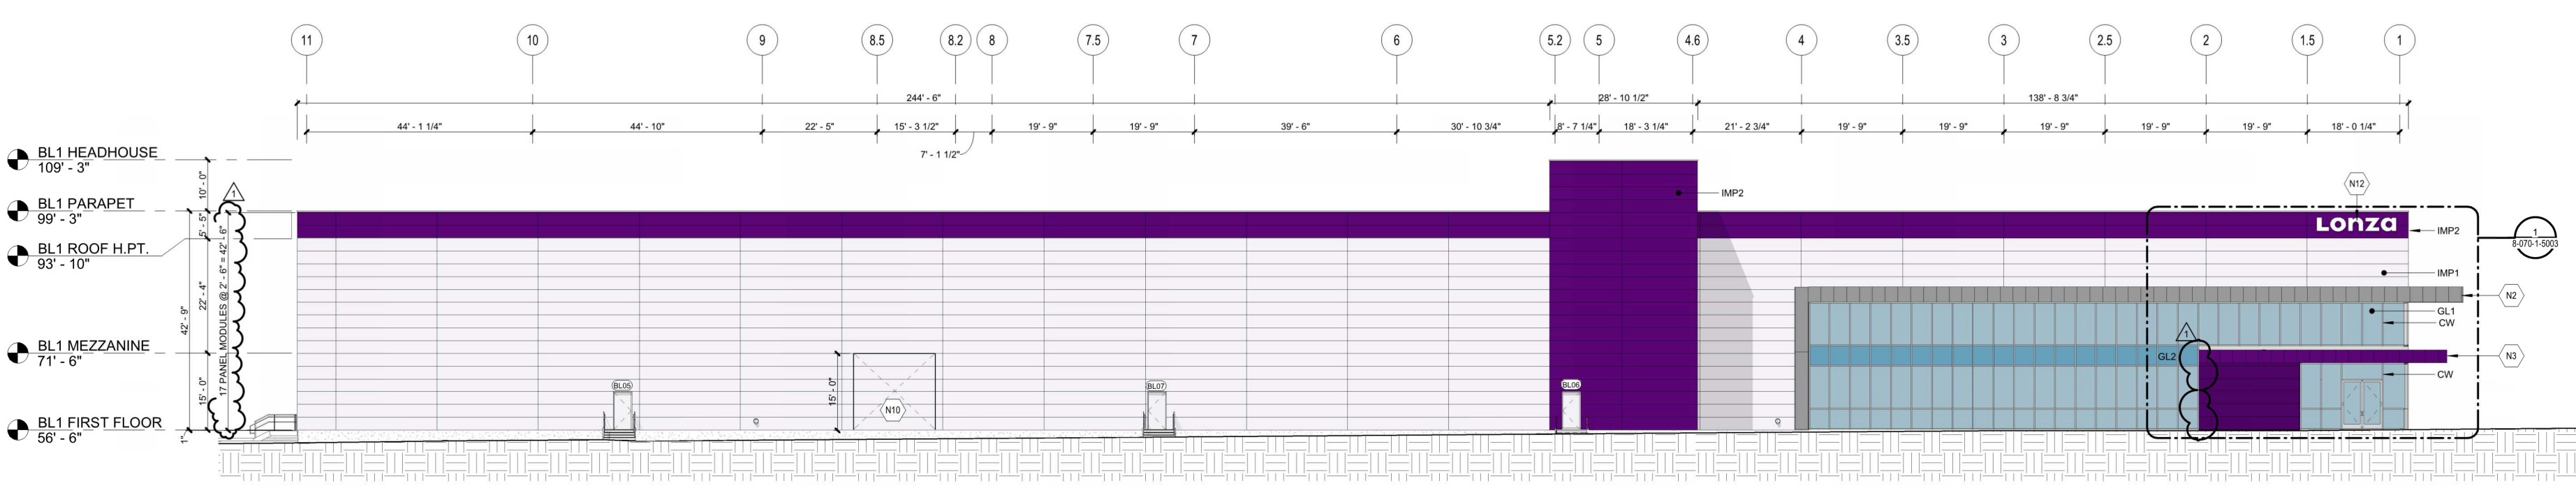 11 10 9 8.5 8.2 8 7.5 7 6 5.2 5 4.6 4 3.5 3 2.5 2 1.5 1
244' - 6" 28' - 10 1/2" 138' - 8 3/4"
44' - 1 1/4" 44' - 10" 22' - 5" 15' - 3 1/2" 19' - 9" 19' - 9" 39' - 6" 30' - 10 3/4" 8' - 7 1/4" 18' - 3 1/4" 21' - 2 3/4" 19' - 9" 19' - 9" 19' - 9" 19' - 9" 19' - 9" 18' - 0 1/4"
7' - 1 1/2"
BL1 HEADHOUSE
109' - 3"
BL1 PARAPET
99' - 3"
BL1 ROOF H.PT.
93' - 10"
BL1 MEZZANINE
71' - 6"
BL1 FIRST FLOOR
56' - 6"
10' - 0"
5' - 5"
22' - 4"
15' - 0"
1"
42' - 9"
17 PANEL MODULES @ 2' - 6" = 42' - 6"
1
BL05
15' - 0"
N10
BL07
BL06
IMP2
N12
Lonza
IMP2
1
8-070-1-5003
IMP1
N2
GL1
CW
1
GL2
N3
CW